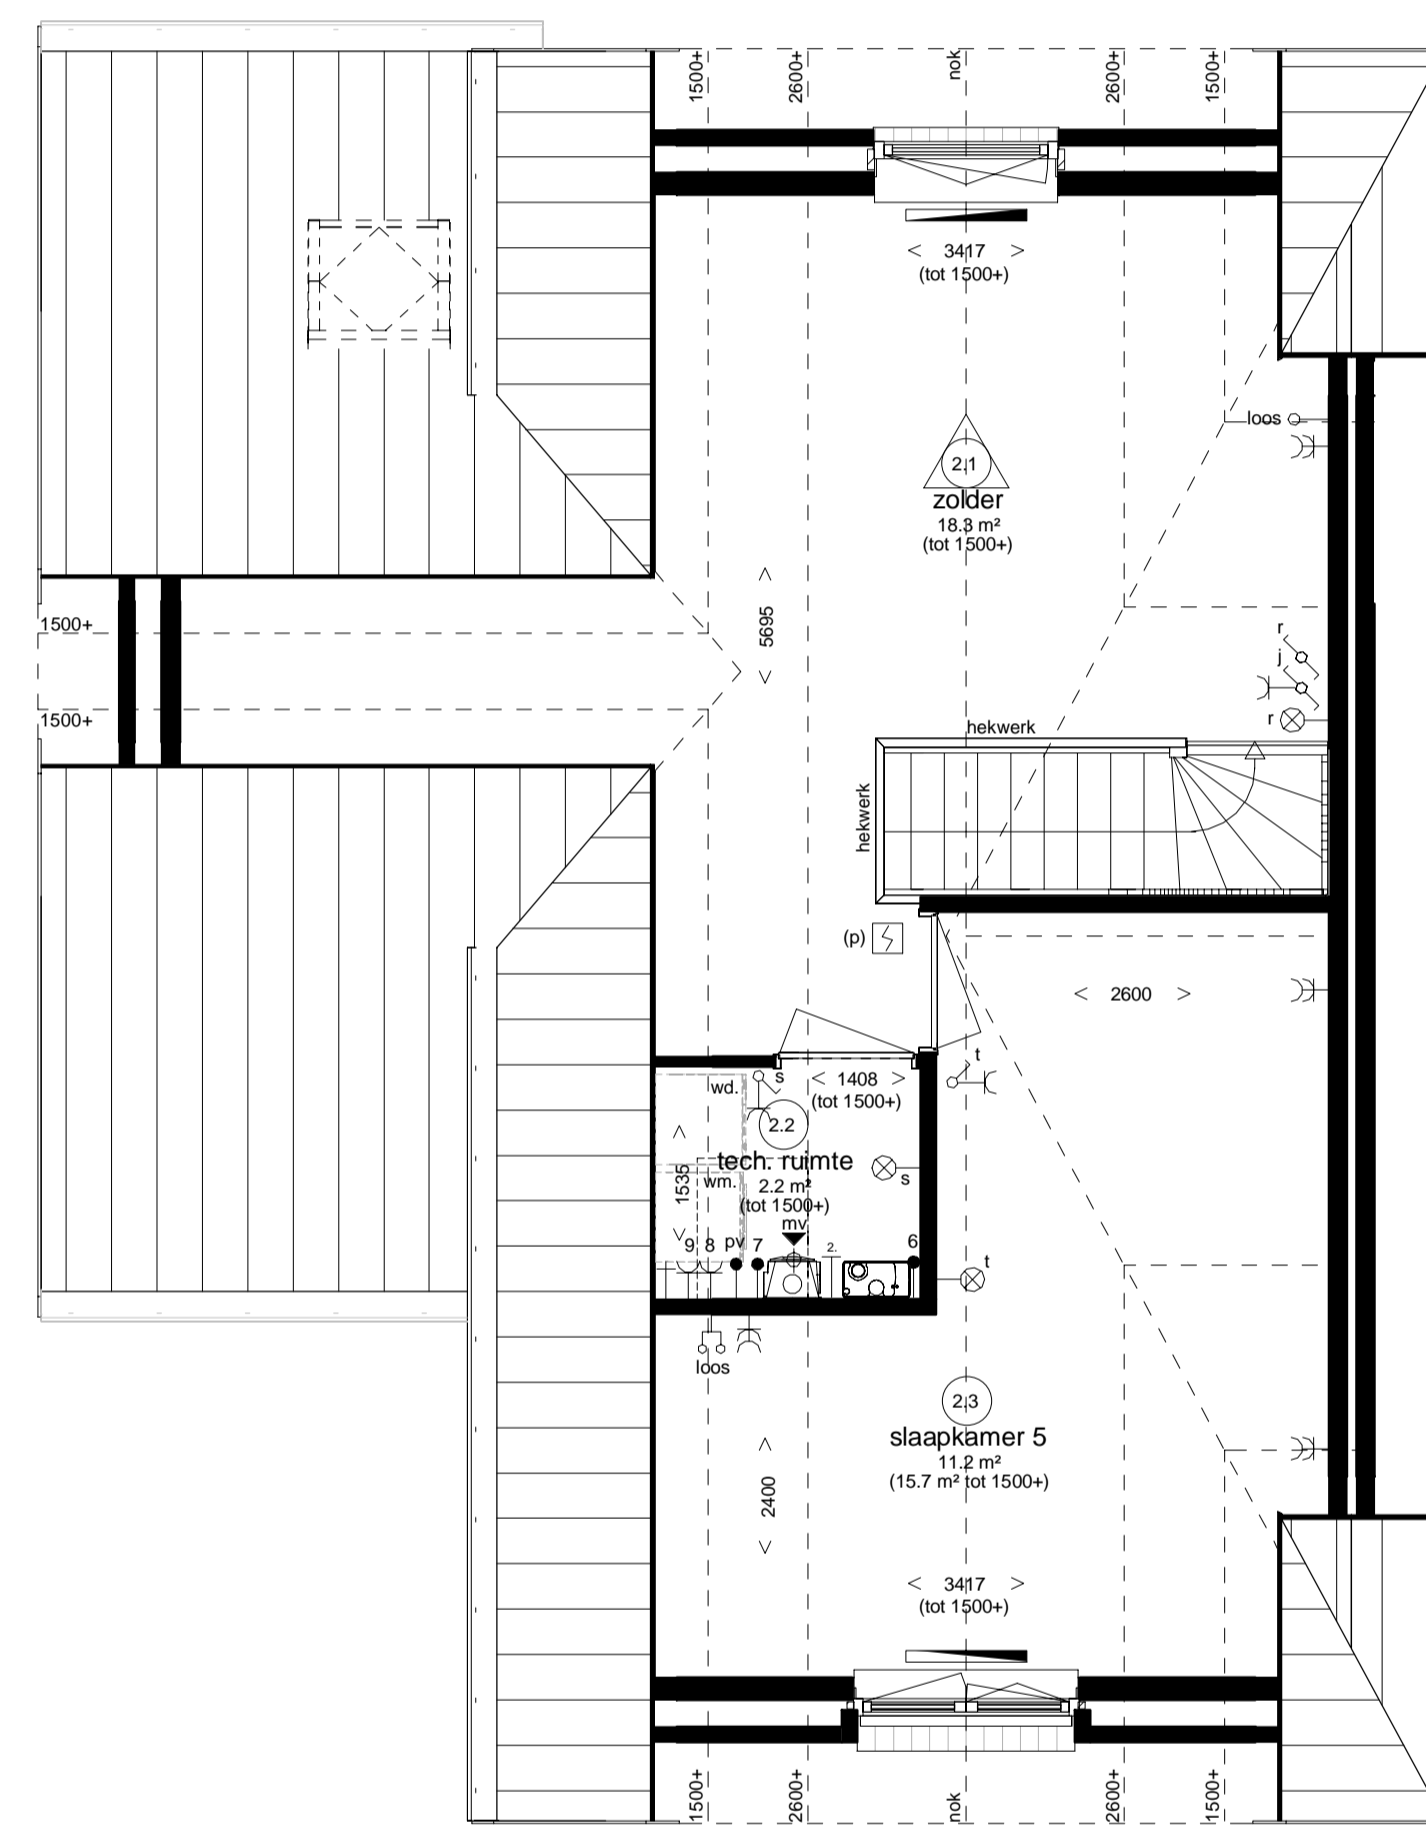 1500+
2600+
nok
2600+
1500+
3417
(tot 1500+)
loos
2.1
zolder
18.3 m²
(tot 1500+)
5695
1500+
1500+
r
j
r
hekwerk
hekwerk
(p)
2600
t
wd.
s
1408
(tot 1500+)
2.2
tech. ruimte
wm.
2.2 m²
(tot 1500+)
1535
s
mv
9 8 pv 7
2.
6
t
loos
2.3
slaapkamer 5
11.2 m²
(15.7 m² tot 1500+)
2400
3417
(tot 1500+)
1500+
2600+
nok
2600+
1500+